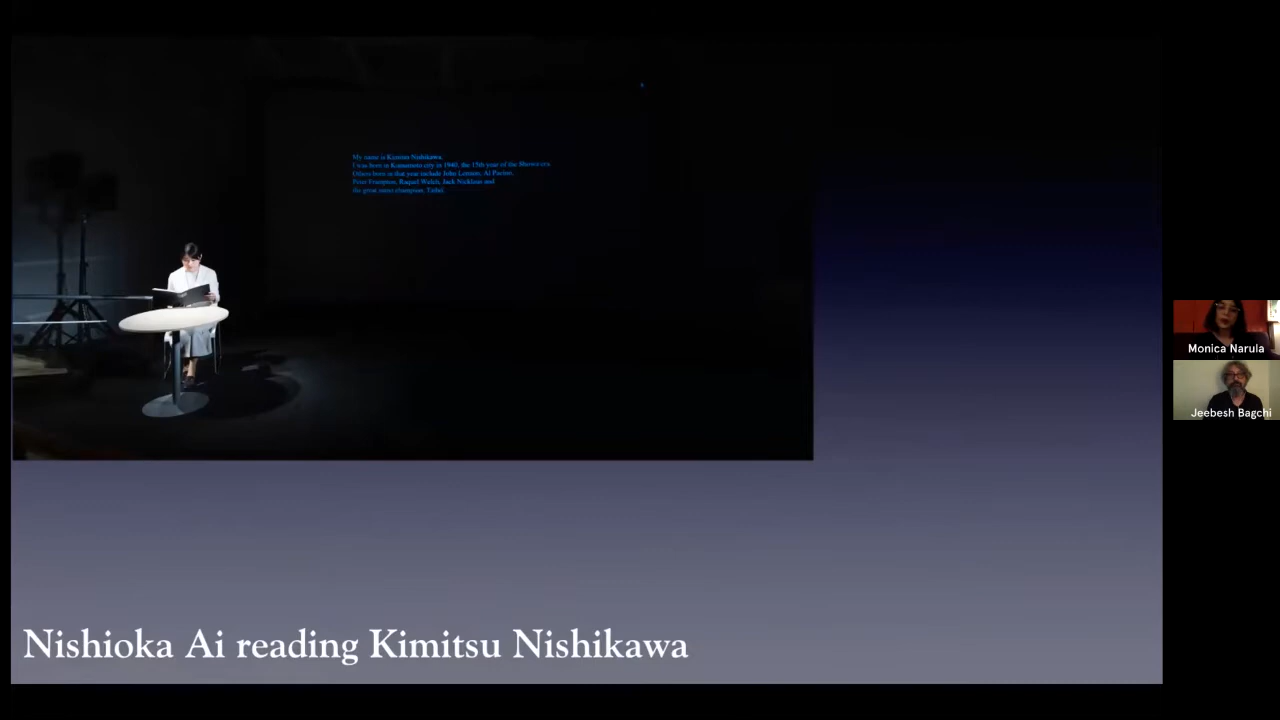 My name is Kimitsu Nishikawa.
I was born in Kumamoto city in 1940, the 15th year of the Showa era.
Others born in that year include John Lennon, Al Pacino,
Peter Frampton, Raquel Welch, Jack Nicklaus and
the great sumo champion, Taiho.
Monica Narula
Jeebesh Bagchi
Nishioka Ai reading Kimitsu Nishikawa